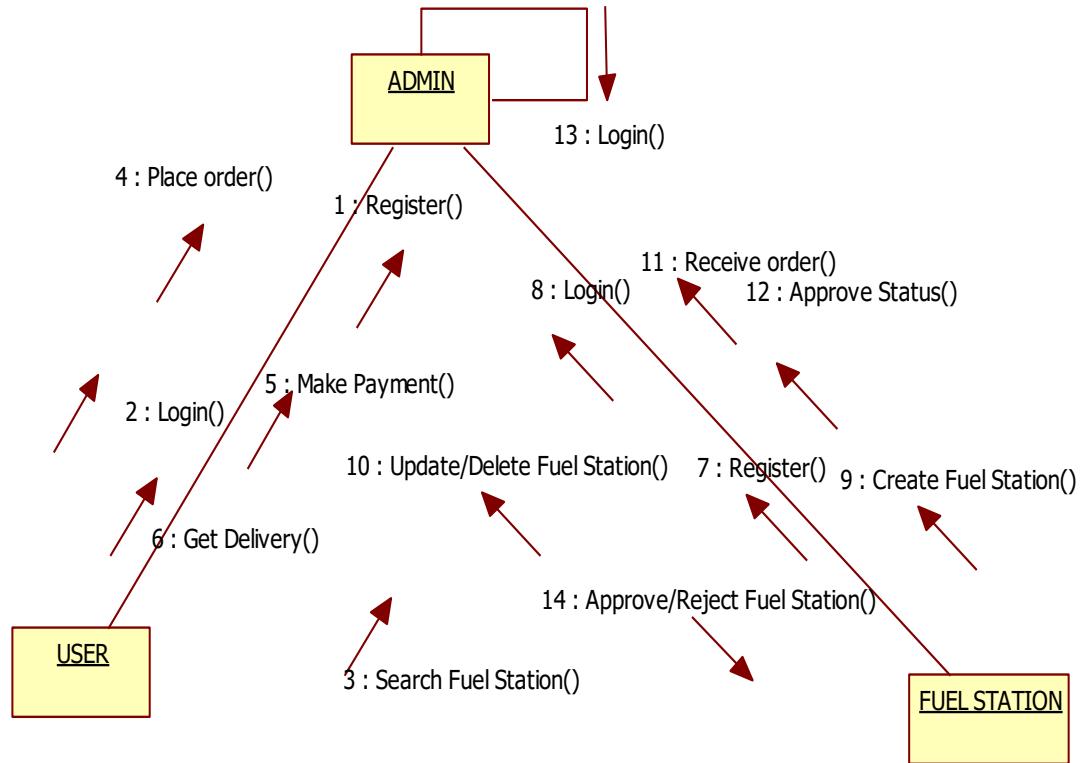 ADMIN
13 : Login()
4 : Place order()
1 : Register()
11 : Receive order()
8 : Login()
12 : Approve Status()
5 : Make Payment()
2 : Login()
10 : Update/Delete Fuel Station()
7 : Register()
9 : Create Fuel Station()
6 : Get Delivery()
14 : Approve/Reject Fuel Station()
USER
3 : Search Fuel Station()
FUEL STATION